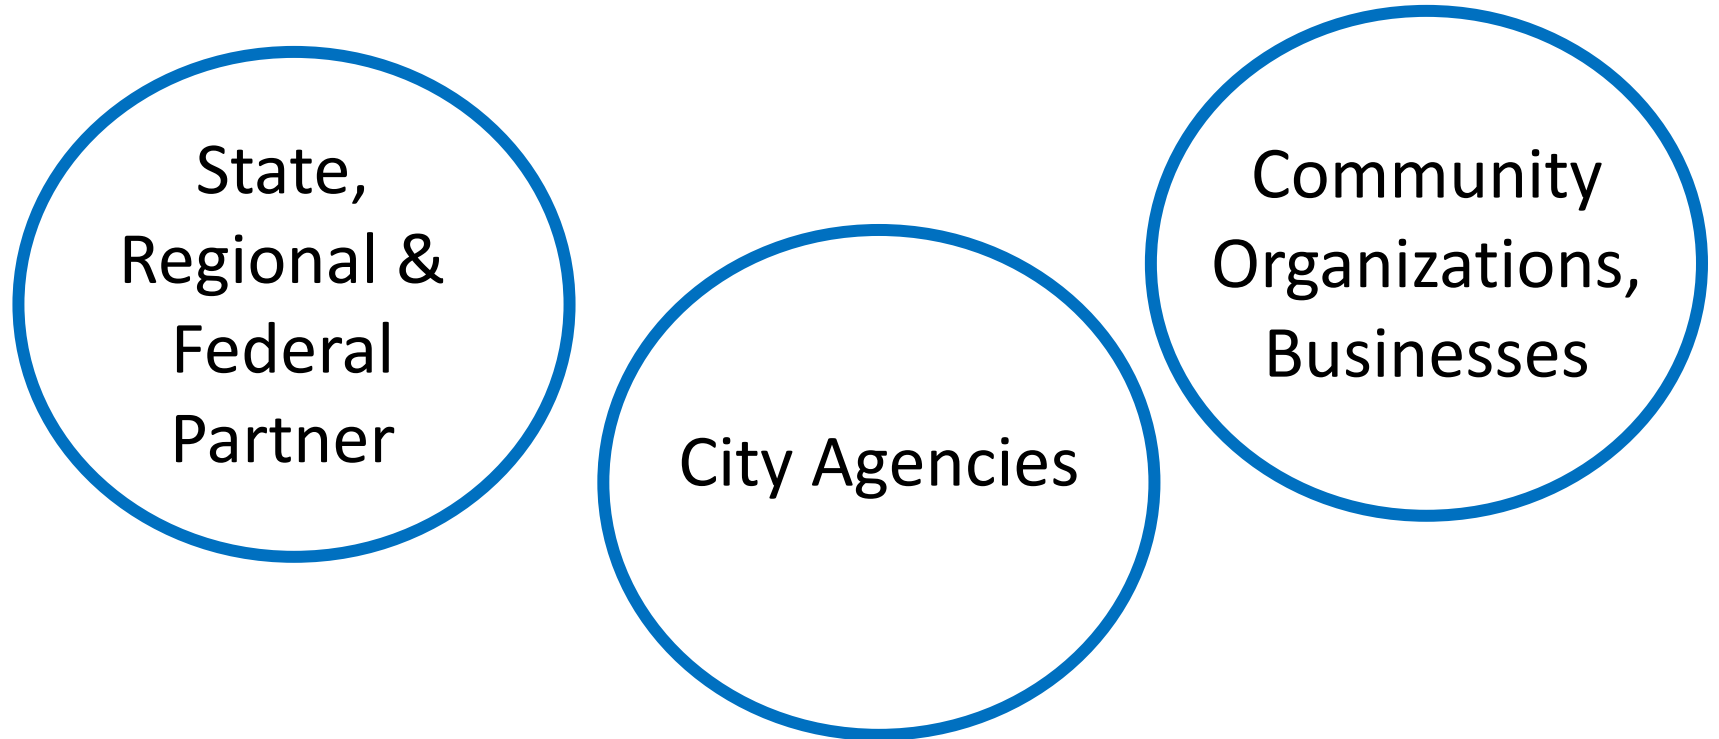 State,
Regional &
Federal
Partner
City Agencies
Community
Organizations,
Businesses